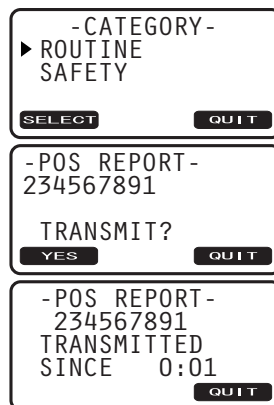 -CATEGORY-
ROUTINE
SAFETY
SELECT QUIT
-POS REPORT-
234567891
TRANSMIT?
YES QUIT
-POS REPORT-
234567891
TRANSMITTED
SINCE 0:01
QUIT